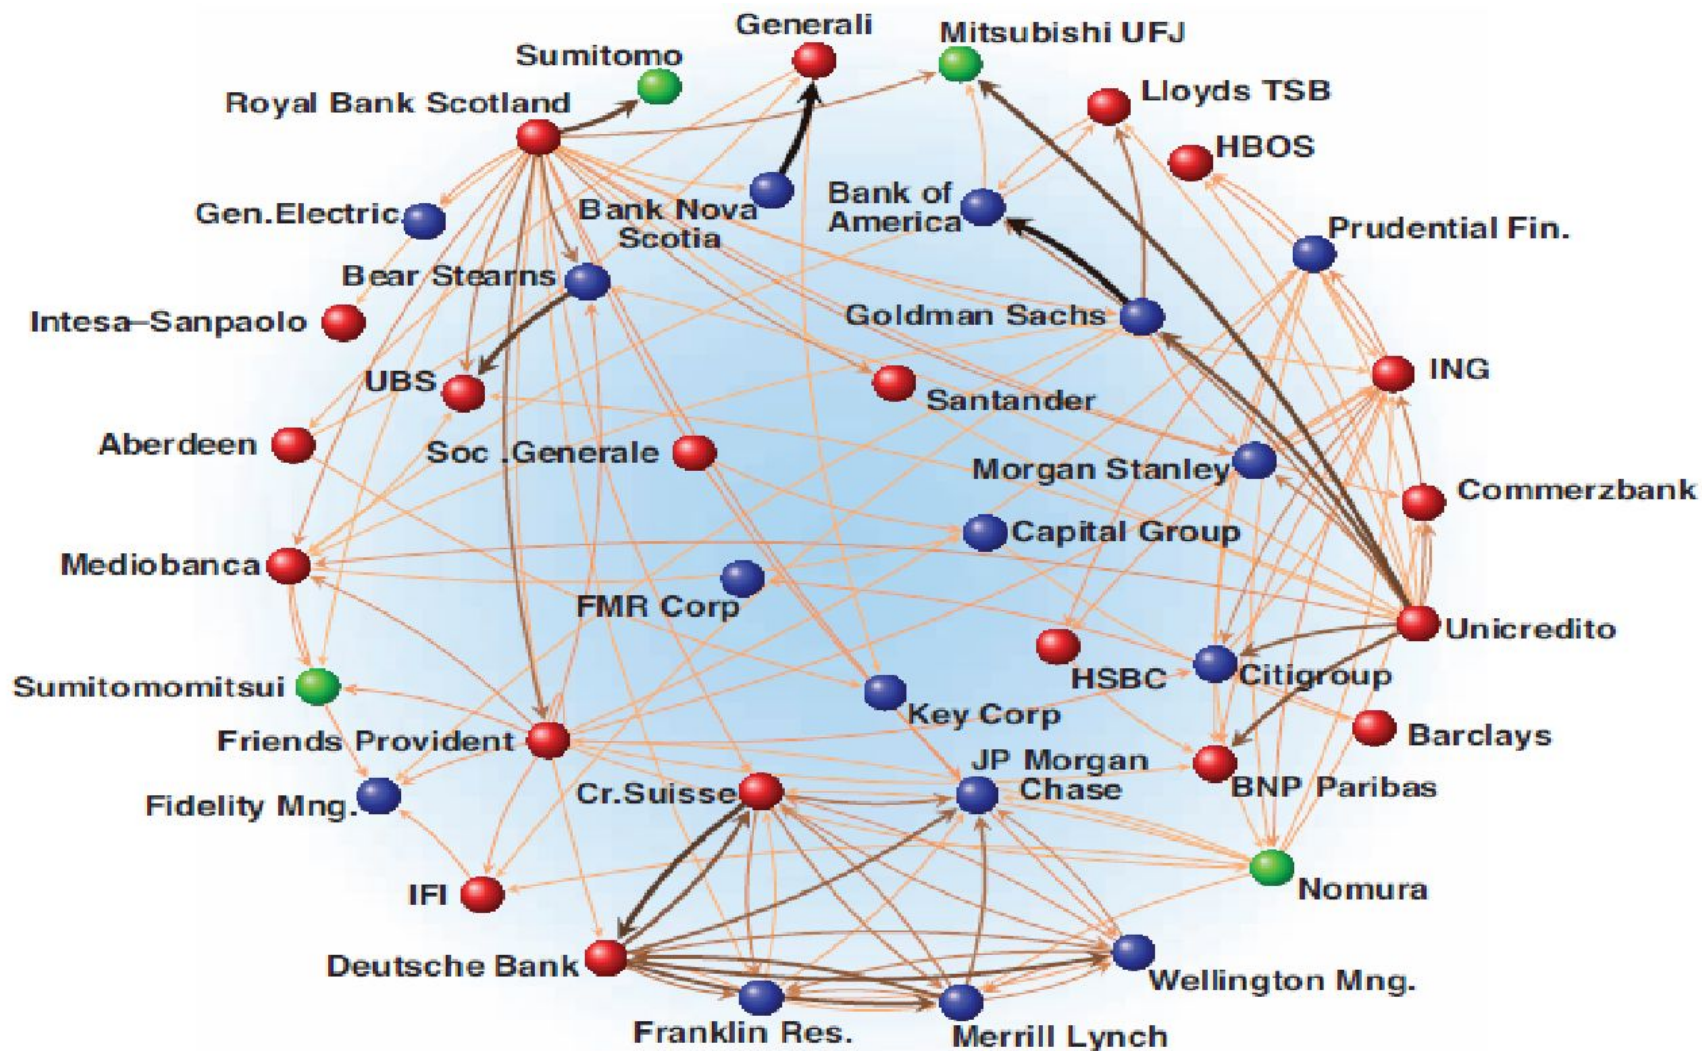 Generali
Mitsubishi UFJ
Sumitomo
Lloyds TSB
Royal Bank Scotland
HBOS
Gen.Electric
Bank Nova
Scotia
Bank of
America
Prudential Fin.
Bear Stearns
Goldman Sachs
Intesa–Sanpaolo
UBS
Santander
ING
Aberdeen
Soc .Generale
Morgan Stanley
Commerzbank
Capital Group
Mediobanca
FMR Corp
Unicredito
HSBC
Citigroup
Sumitomomitsui
Key Corp
Friends Provident
Barclays
JP Morgan
Chase
BNP Paribas
Cr.Suisse
Fidelity Mng.
IFI
Nomura
Deutsche Bank
Wellington Mng.
Franklin Res.
Merrill Lynch